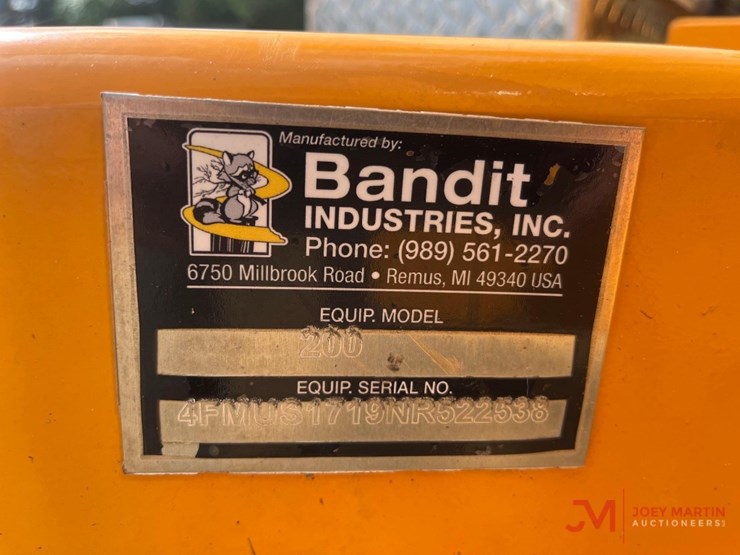 Manufactured by:
Bandit
INDUSTRIES, INC.
Phone: (989) 561-2270
6750 Millbrook Road • Remus, MI 49340 USA
EQUIP. MODEL
200
EQUIP. SERIAL NO.
4FMUS1719NR522538
JM JOEY MARTIN
AUCTIONEERS